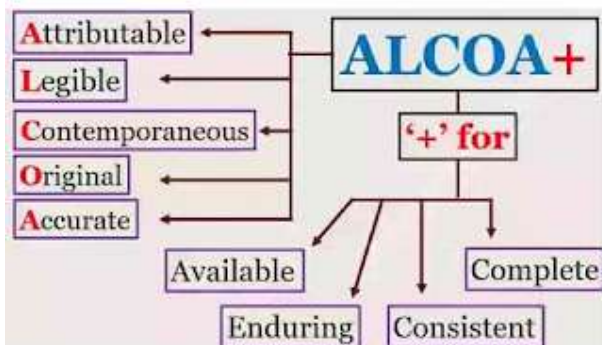 ALCOA+
Attributable
Legible
Contemporaneous
Original
Accurate
‘+’ for
Available
Enduring
Consistent
Complete